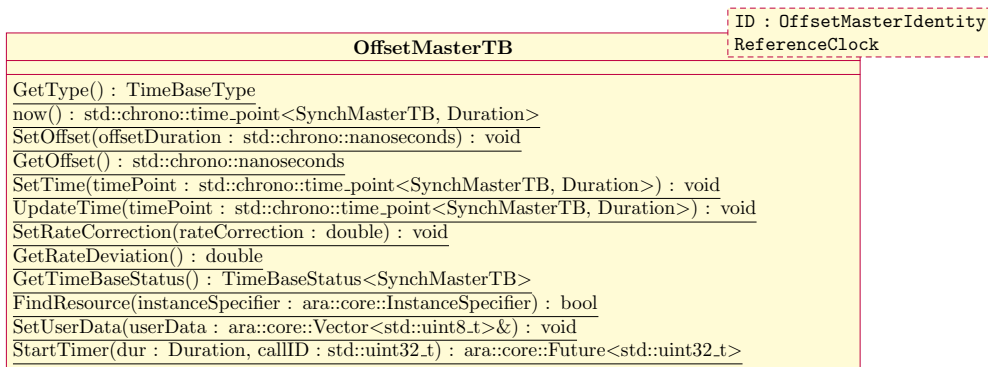 ID : OffsetMasterIdentity
ReferenceClock
OffsetMasterTB
GetType() : TimeBaseType
now() : std::chrono::time_point<SynchMasterTB, Duration>
SetOffset(offsetDuration : std::chrono::nanoseconds) : void
GetOffset() : std::chrono::nanoseconds
SetTime(timePoint : std::chrono::time_point<SynchMasterTB, Duration>) : void
UpdateTime(timePoint : std::chrono::time_point<SynchMasterTB, Duration>) : void
SetRateCorrection(rateCorrection : double) : void
GetRateDeviation() : double
GetTimeBaseStatus() : TimeBaseStatus<SynchMasterTB>
FindResource(instanceSpecifier : ara::core::InstanceSpecifier) : bool
SetUserData(userData : ara::core::Vector<std::uint8_t>&) : void
StartTimer(dur : Duration, callID : std::uint32_t) : ara::core::Future<std::uint32_t>